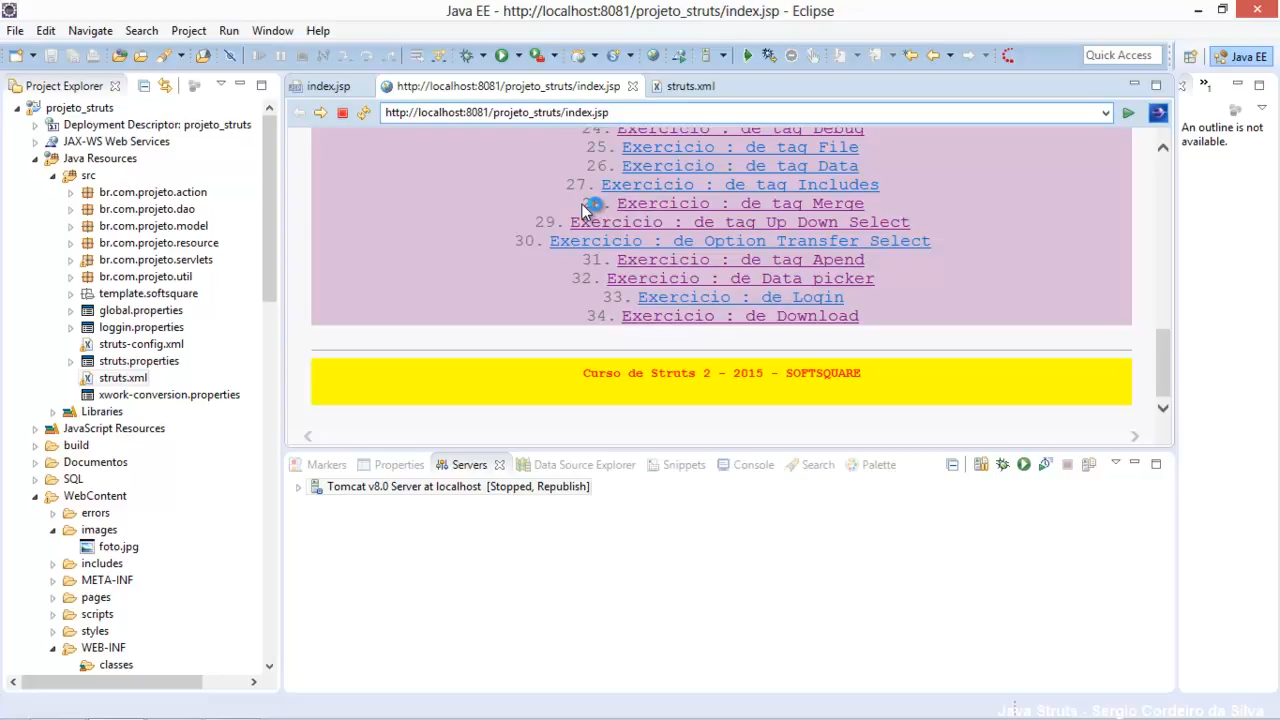 Java EE - http://localhost:8081/projeto_struts/index.jsp - Eclipse
File Edit Navigate Search Project Run Window Help
Quick Access
Java EE
Project Explorer
index.jsp
http://localhost:8081/projeto_struts/index.jsp
struts.xml
1
http://localhost:8081/projeto_struts/index.jsp
An outline is not available.
projeto_struts
Deployment Descriptor: projeto_struts
JAX-WS Web Services
Java Resources
src
br.com.projeto.action
br.com.projeto.dao
br.com.projeto.model
br.com.projeto.resource
br.com.projeto.servlets
br.com.projeto.util
template.softsquare
global.properties
loggin.properties
struts-config.xml
struts.properties
struts.xml
xwork-conversion.properties
Libraries
JavaScript Resources
build
Documentos
SQL
WebContent
errors
images
foto.jpg
includes
META-INF
pages
scripts
styles
WEB-INF
classes
24. Exercicio : de tag Debug
25. Exercicio : de tag File
26. Exercicio : de tag Data
27. Exercicio : de tag Includes
Exercicio : de tag Merge
29. Exercicio : de tag Up Down Select
30. Exercicio : de Option Transfer Select
31. Exercicio : de tag Apend
32. Exercicio : de Data picker
33. Exercicio : de Login
34. Exercicio : de Download
Curso de Struts 2 - 2015 - SOFTSQUARE
Markers Properties Servers Data Source Explorer Snippets Console Search Palette
Tomcat v8.0 Server at localhost [Stopped, Republish]
Java Struts - Sergio Cordeiro da Silva